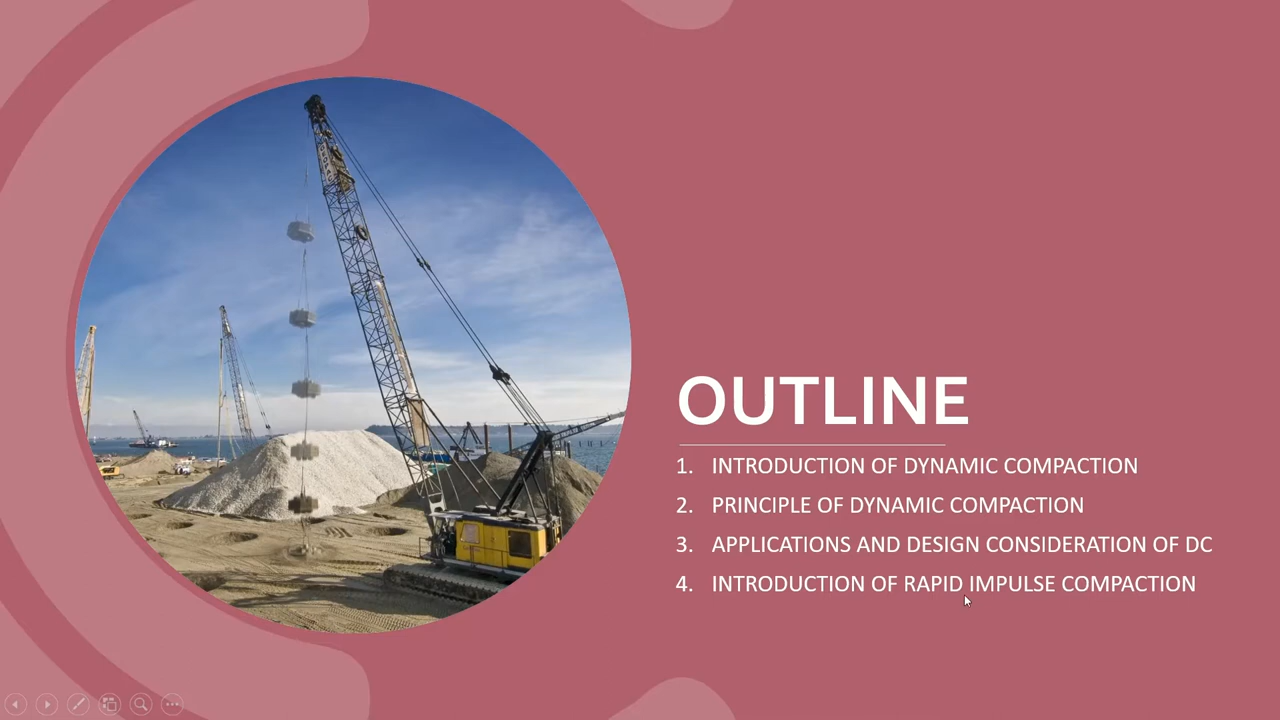 OUTLINE
1. INTRODUCTION OF DYNAMIC COMPACTION
2. PRINCIPLE OF DYNAMIC COMPACTION
3. APPLICATIONS AND DESIGN CONSIDERATION OF DC
4. INTRODUCTION OF RAPID IMPULSE COMPACTION